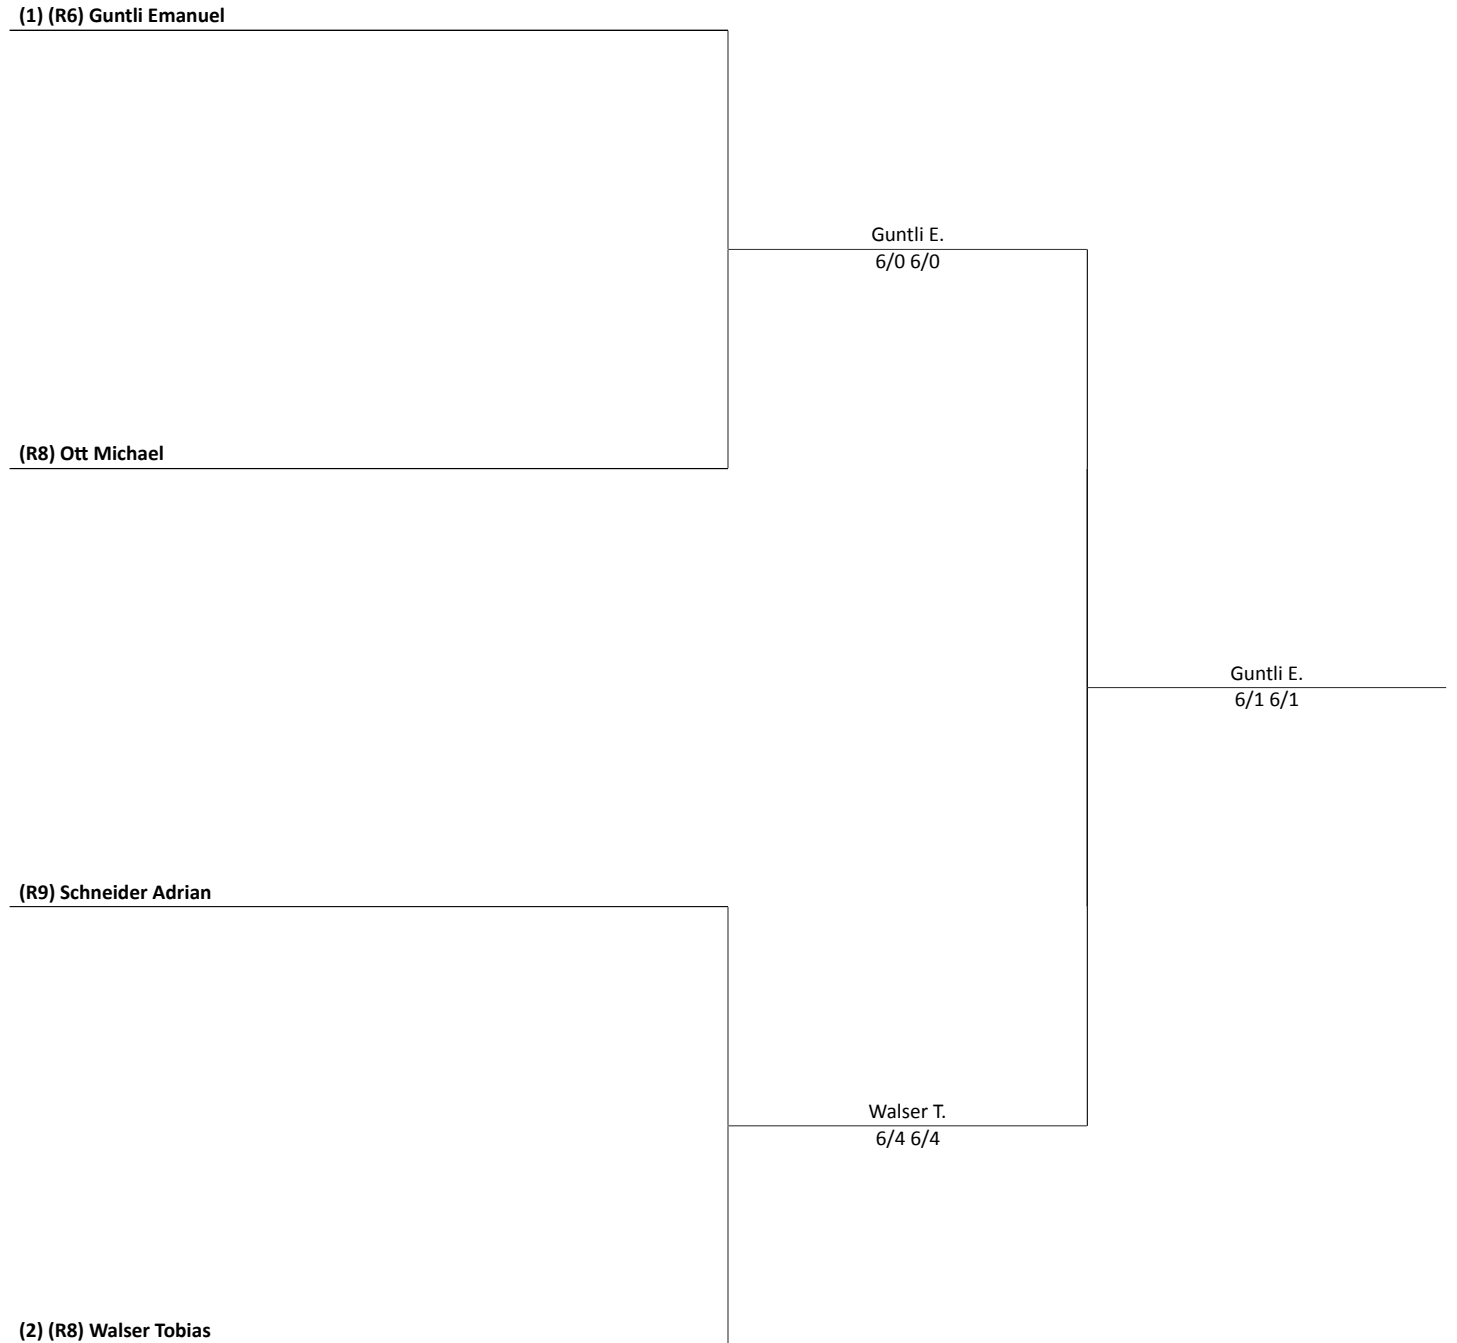 (1) (R6) Guntli Emanuel
Guntli E.
6/0 6/0
(R8) Ott Michael
Guntli E.
6/1 6/1
(R9) Schneider Adrian
Walser T.
6/4 6/4
(2) (R8) Walser Tobias